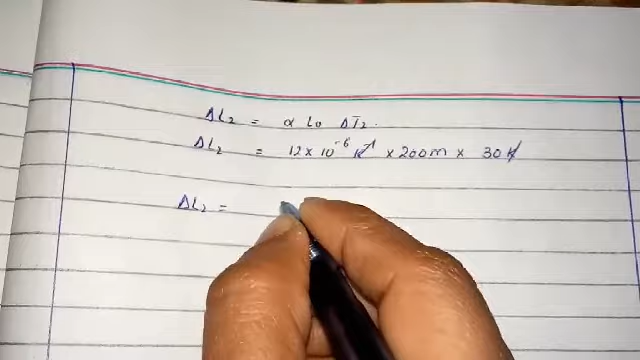 ΔL₂ = α L₀ ΔT₂.
ΔL₂ = 12 × 10⁻⁶ K⁻¹ × 200m × 30 K
ΔL₂ =